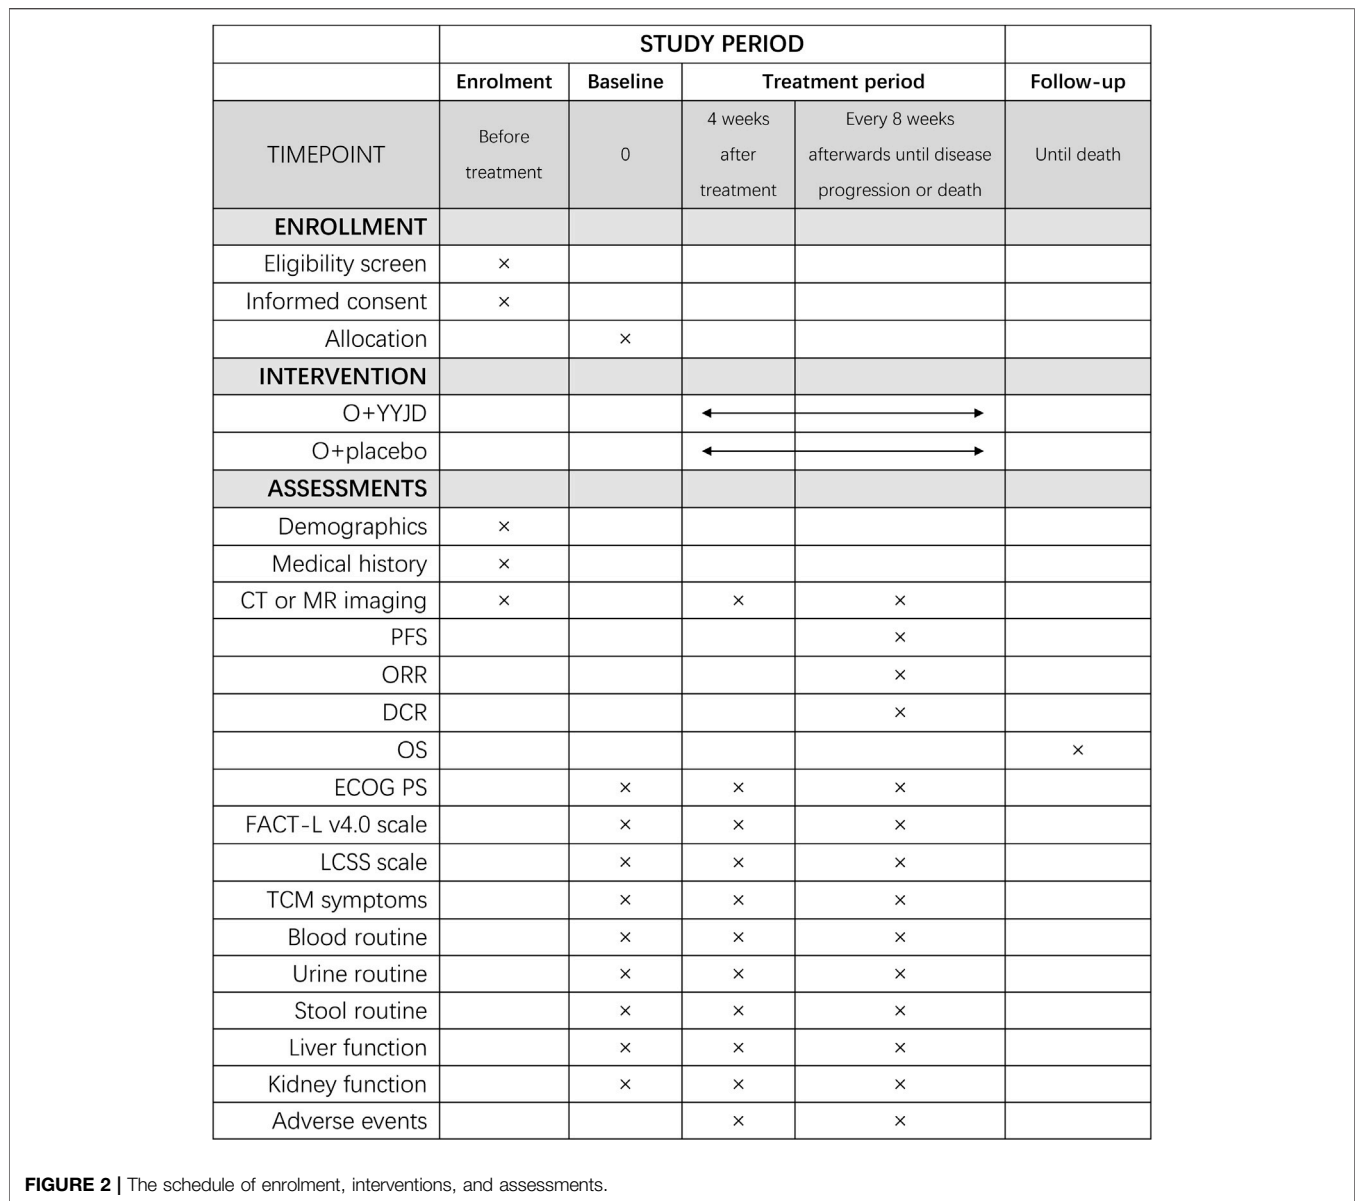 STUDY PERIOD
Enrolment Baseline Treatment period Follow-up
TIMEPOINT
Before
treatment
0
4 weeks
after
treatment
Every 8 weeks
afterwards until disease
progression or death
Until death
ENROLLMENT
Eligibility screen ×
Informed consent ×
Allocation ×
INTERVENTION
O+YYJD
O+placebo
ASSESSMENTS
Demographics ×
Medical history ×
CT or MR imaging × × ×
PFS ×
ORR ×
DCR ×
OS ×
ECOG PS × × ×
FACT-L v4.0 scale × × ×
LCSS scale × × ×
TCM symptoms × × ×
Blood routine × × ×
Urine routine × × ×
Stool routine × × ×
Liver function × × ×
Kidney function × × ×
Adverse events × ×
FIGURE 2 | The schedule of enrolment, interventions, and assessments.